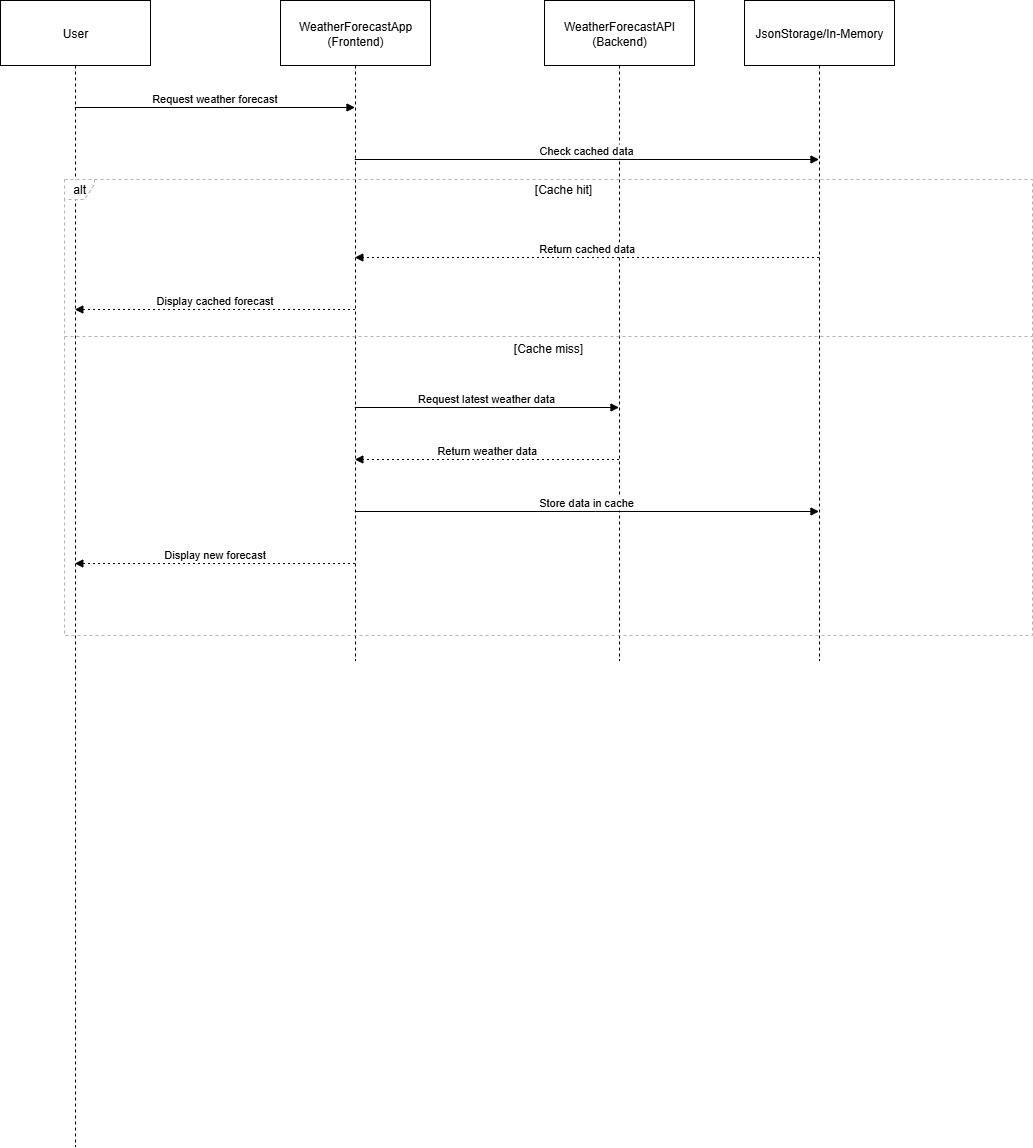 User
WeatherForecastApp
(Frontend)
WeatherForecastAPI
(Backend)
JsonStorage/In-Memory
Request weather forecast
Check cached data
alt
[Cache hit]
Return cached data
Display cached forecast
[Cache miss]
Request latest weather data
Return weather data
Store data in cache
Display new forecast